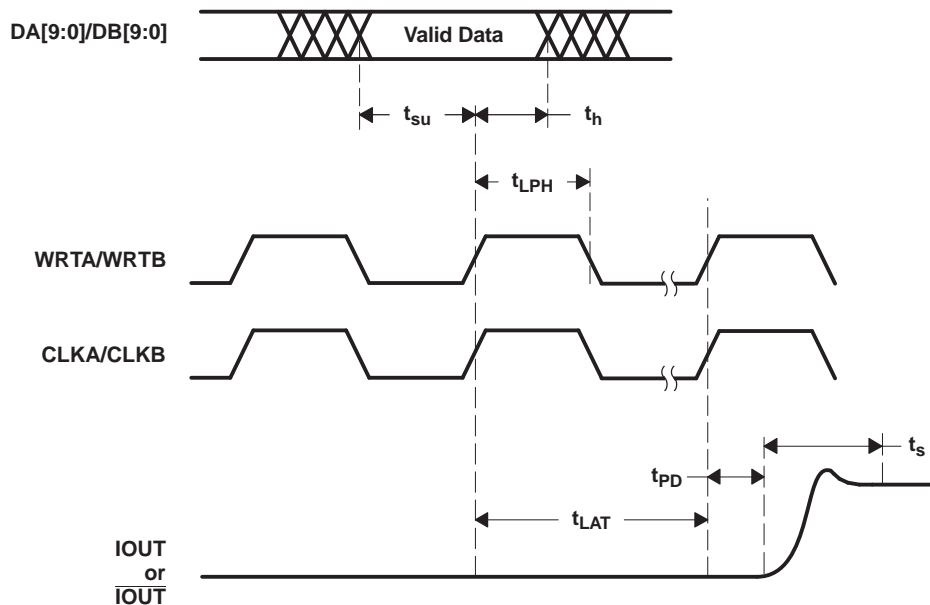 DA[9:0]/DB[9:0]
Valid Data
tsu
th
tLPH
WRTA/WRTB
CLKA/CLKB
ts
tPD
tLAT
IOUT
or
IOUT